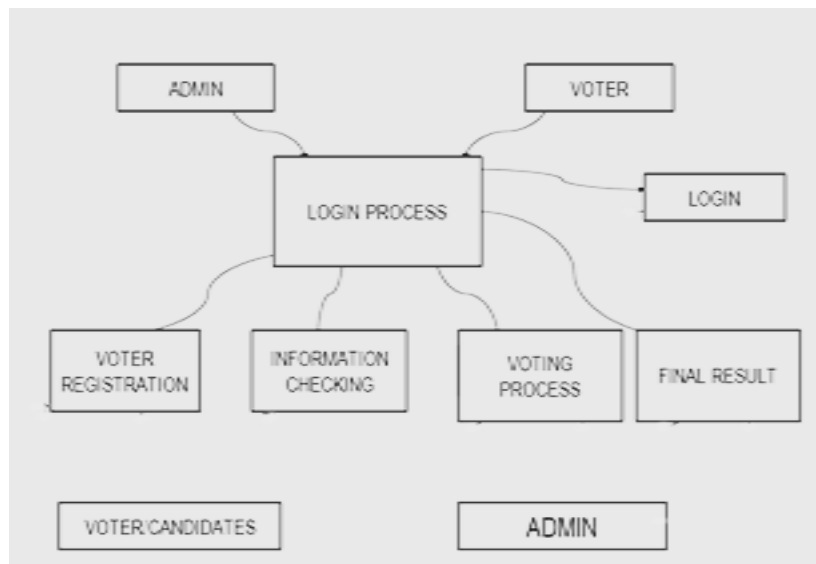 ADMIN
VOTER
LOGIN PROCESS
LOGIN
VOTER
REGISTRATION
INFORMATION
CHECKING
VOTING
PROCESS
FINAL RESULT
VOTER/CANDIDATES
ADMIN